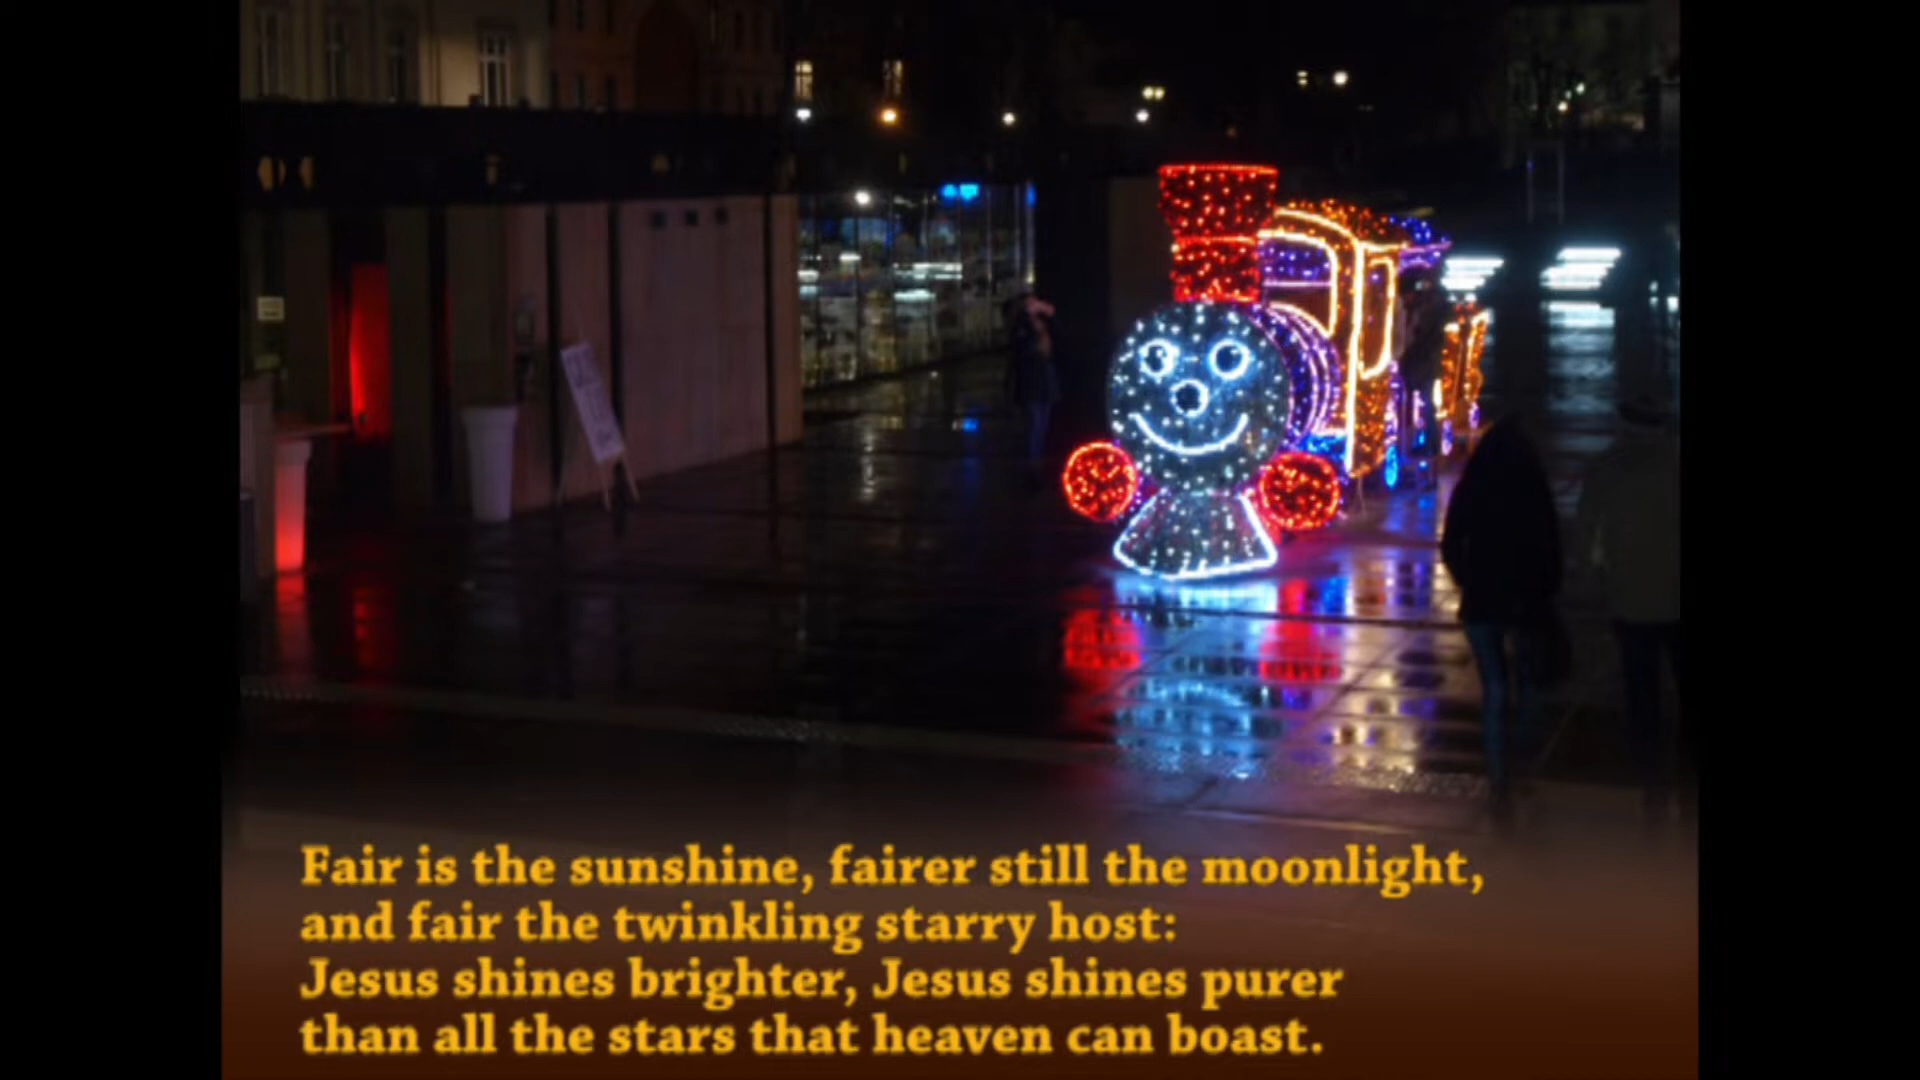 Fair is the sunshine, fairer still the moonlight,
and fair the twinkling starry host:
Jesus shines brighter, Jesus shines purer
than all the stars that heaven can boast.